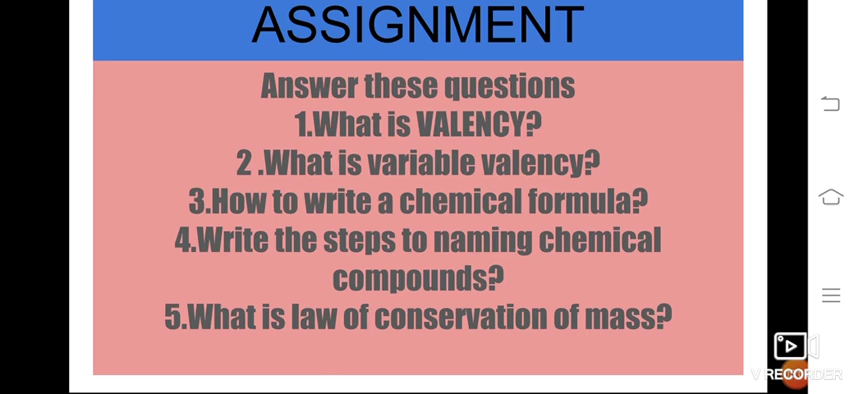 ASSIGNMENT
Answer these questions
1.What is VALENCY?
2 .What is variable valency?
3.How to write a chemical formula?
4.Write the steps to naming chemical
compounds?
5.What is law of conservation of mass?
V RECORDER